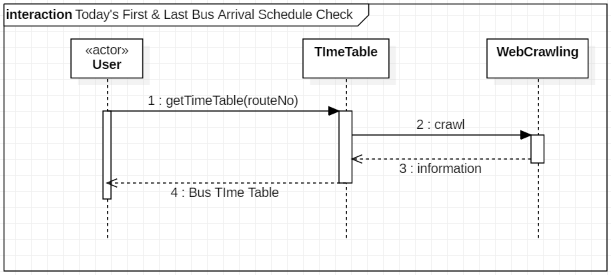 interaction Today's First & Last Bus Arrival Schedule Check
«actor»
User
TImeTable
WebCrawling
1 : getTimeTable(routeNo)
2 : crawl
3 : information
4 : Bus TIme Table